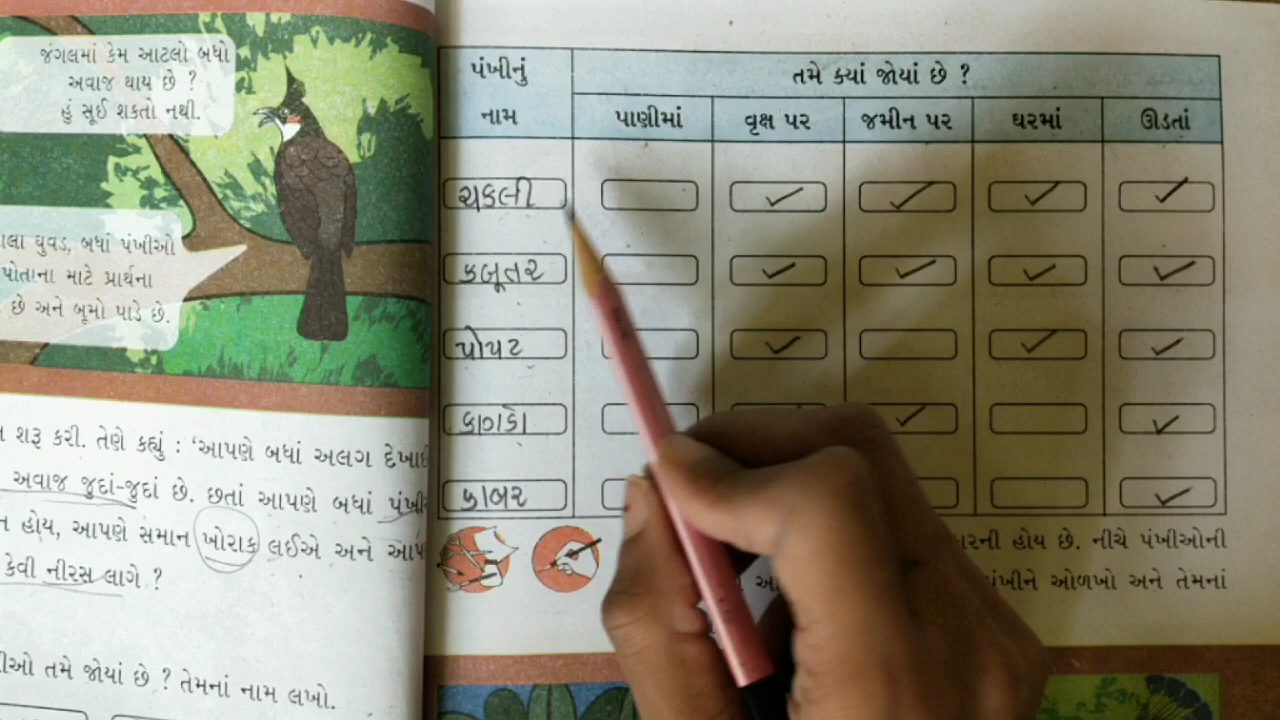 જંગલમાં કેમ આટલો બધો
અવાજ થાય છે ?
હું સૂઈ શકતો નથી.
ઘુવડ, બધાં પંખીઓ
પોતાના માટે પ્રાર્થના
છે અને બૂમો પાડે છે.
શરૂ કરી. તેણે કહ્યું : ‘આપણે બધાં અલગ
અવાજ જુદાં-જુદાં છે. છતાં આપણે બધાં
હોય, આપણે સમાન ખોરાક લઈએ અને
કેવી નીરસ લાગે ?
તમે જોયાં છે ? તેમનાં નામ લખો.
પંખીનું
નામ
તમે ક્યાં જોયાં છે ?
પાણીમાં વૃક્ષ પર જમીન પર ઘરમાં ઊડતાં
ચકલી ✓ ✓ ✓ ✓
કબૂતર ✓ ✓ ✓ ✓
પોપટ ✓ ✓ ✓
કાગડો ✓ ✓
કાબર ✓
હોય છે. નીચે પંખીઓની
ઓળખો અને તેમનાં